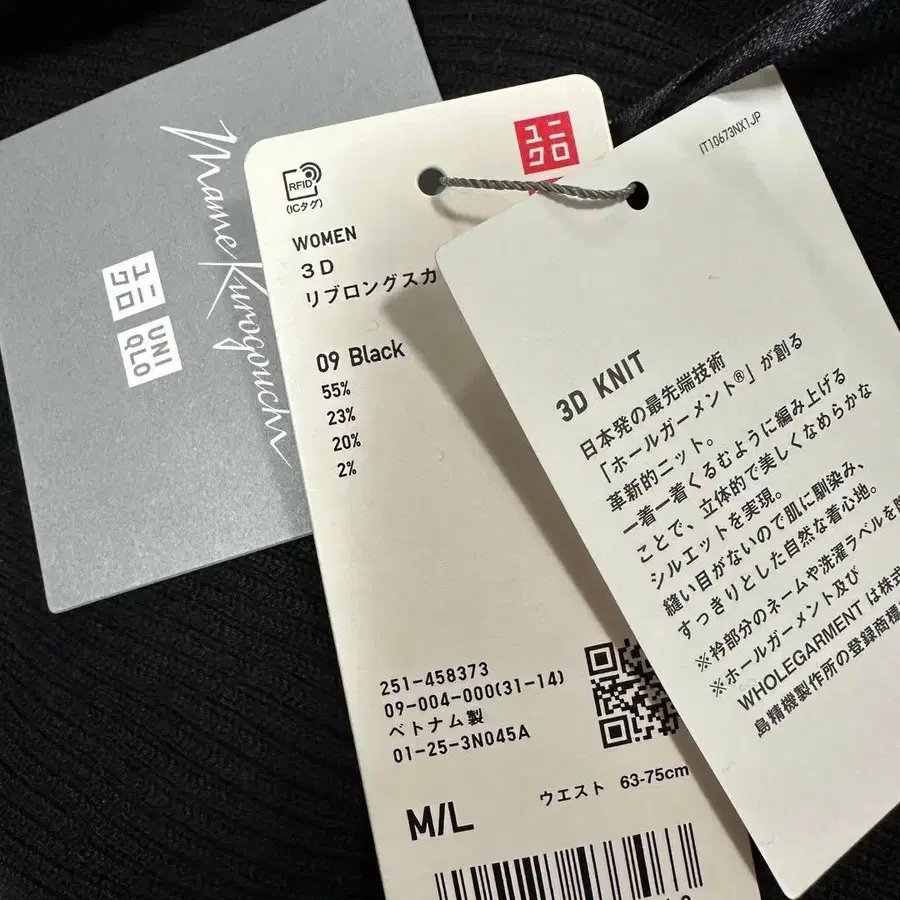 Mame Kurogouchi
ユニ
クロ
UNI
QLO
RFID
(ICタグ)
ユニ
クロ
WOMEN
3D
リブロングスカ
09 Black
55%
23%
20%
2%
251-458373
09-004-000(31-14)
ベトナム製
01-25-3N045A
ウエスト 63-75cm
M/L
IT10673NX1JP
3D KNIT
日本発の最先端技術
「ホールガーメント®」が創る
革新的ニット。
一着一着くるむように編み上げる
ことで、立体的で美しくなめらかな
シルエットを実現。
縫い目がないので肌に馴染み、
すっきりとした自然な着心地。
※衿部分のネームや洗濯ラベルを
※ホールガーメント及び
WHOLEGARMENT は株式
島精機製作所の登録商標